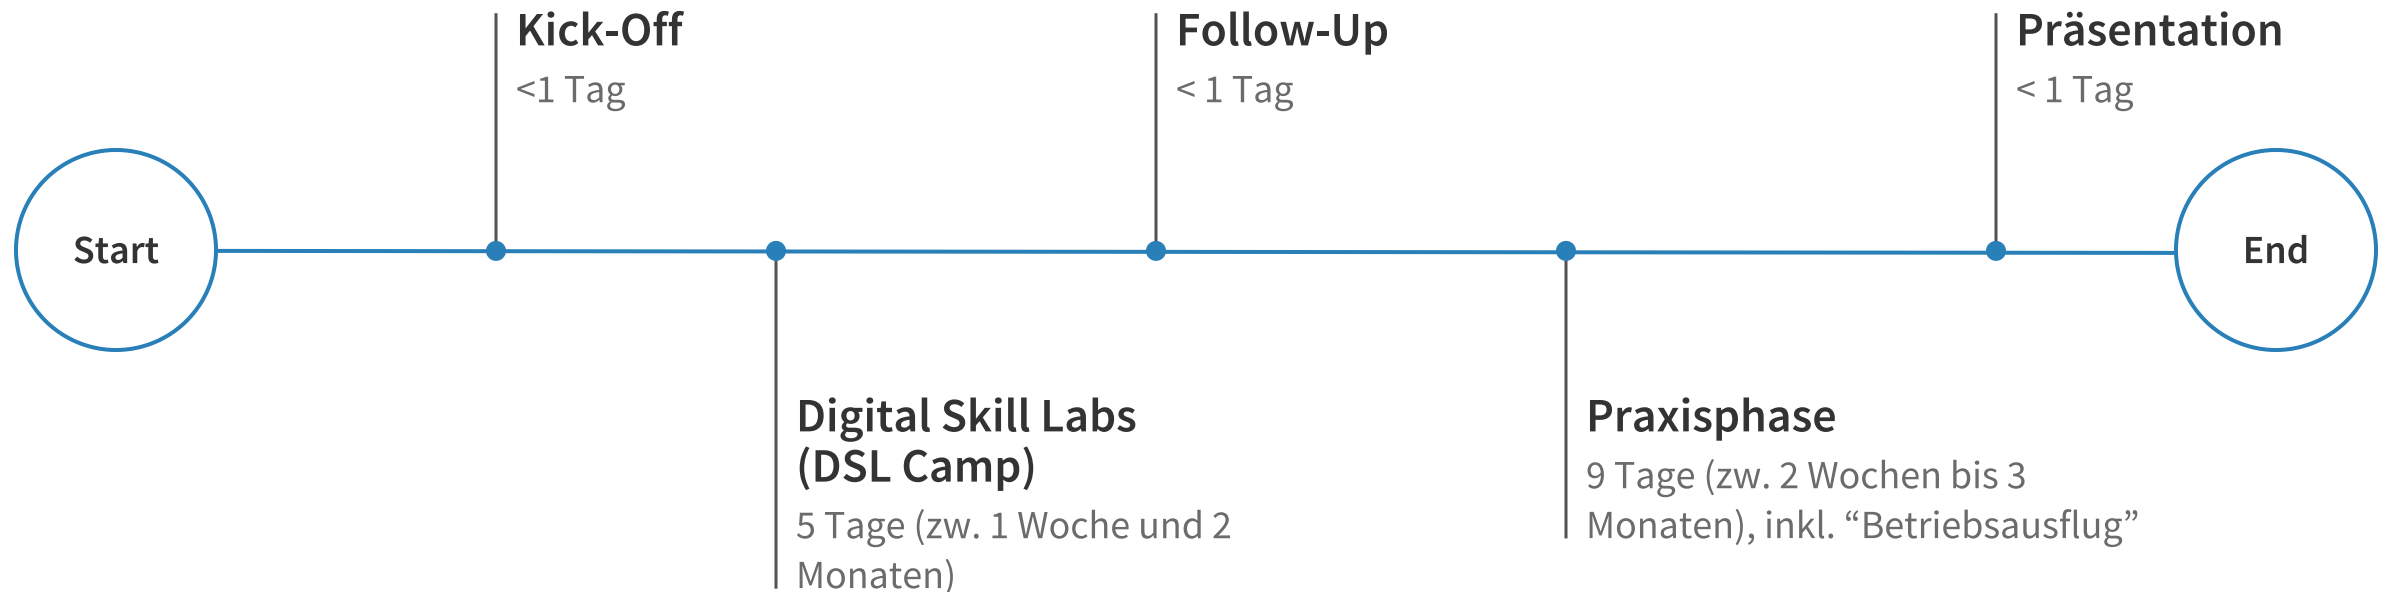 Start
Kick-Off
<1 Tag
Digital Skill Labs
(DSL Camp)
5 Tage (zw. 1 Woche und 2
Monaten)
Follow-Up
< 1 Tag
Praxisphase
9 Tage (zw. 2 Wochen bis 3
Monaten), inkl. “Betriebsausflug”
Präsentation
< 1 Tag
End